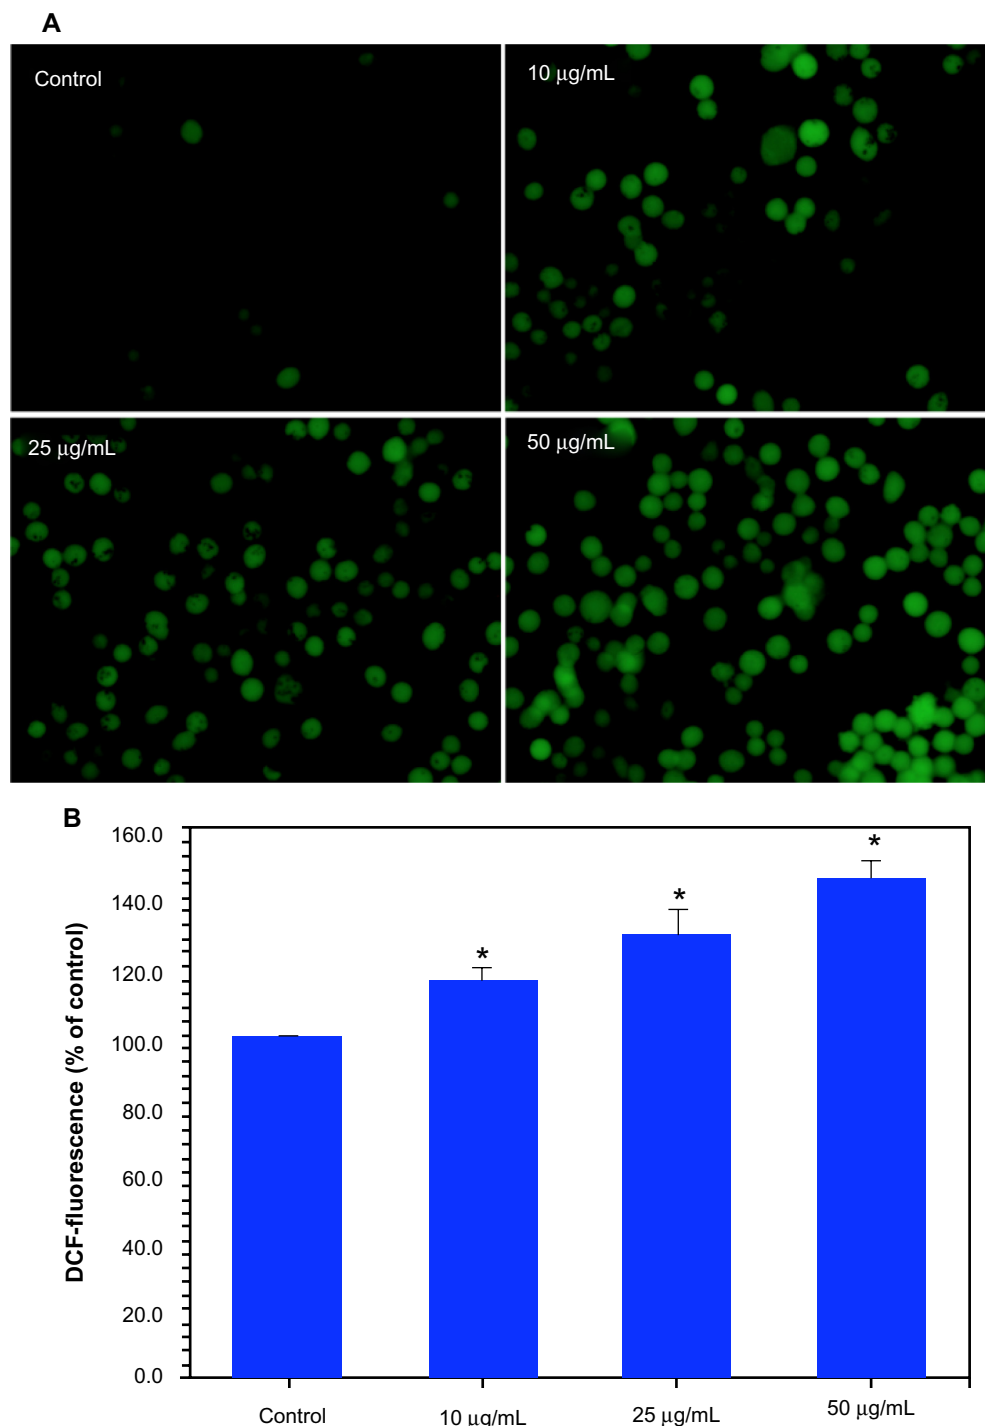 A
Control
10 µg/mL
25 µg/mL
50 µg/mL
B
160.0
140.0
120.0
100.0
80.0
60.0
40.0
20.0
0.0
DCF-fluorescence (% of control)
*
*
*
Control
10 µg/mL
25 µg/mL
50 µg/mL